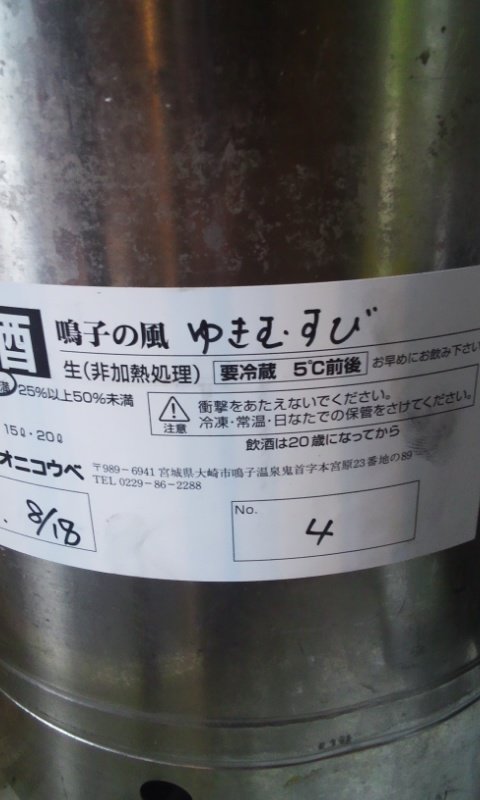 酒
鳴子の風 ゆきむすび
生(非加熱処理) 要冷蔵 5℃前後 お早めにお飲み下さい
満 25%以上50%未満
⚠ 注意
衝撃をあたえないでください。
冷凍・常温・日なたでの保管をさけてください。
15ℓ・20ℓ
飲酒は20歳になってから
オニコウベ 〒989-6941 宮城県大崎市鳴子温泉鬼首字本宮原23番地の89
TEL 0229-86-2288
8/18
No.
4